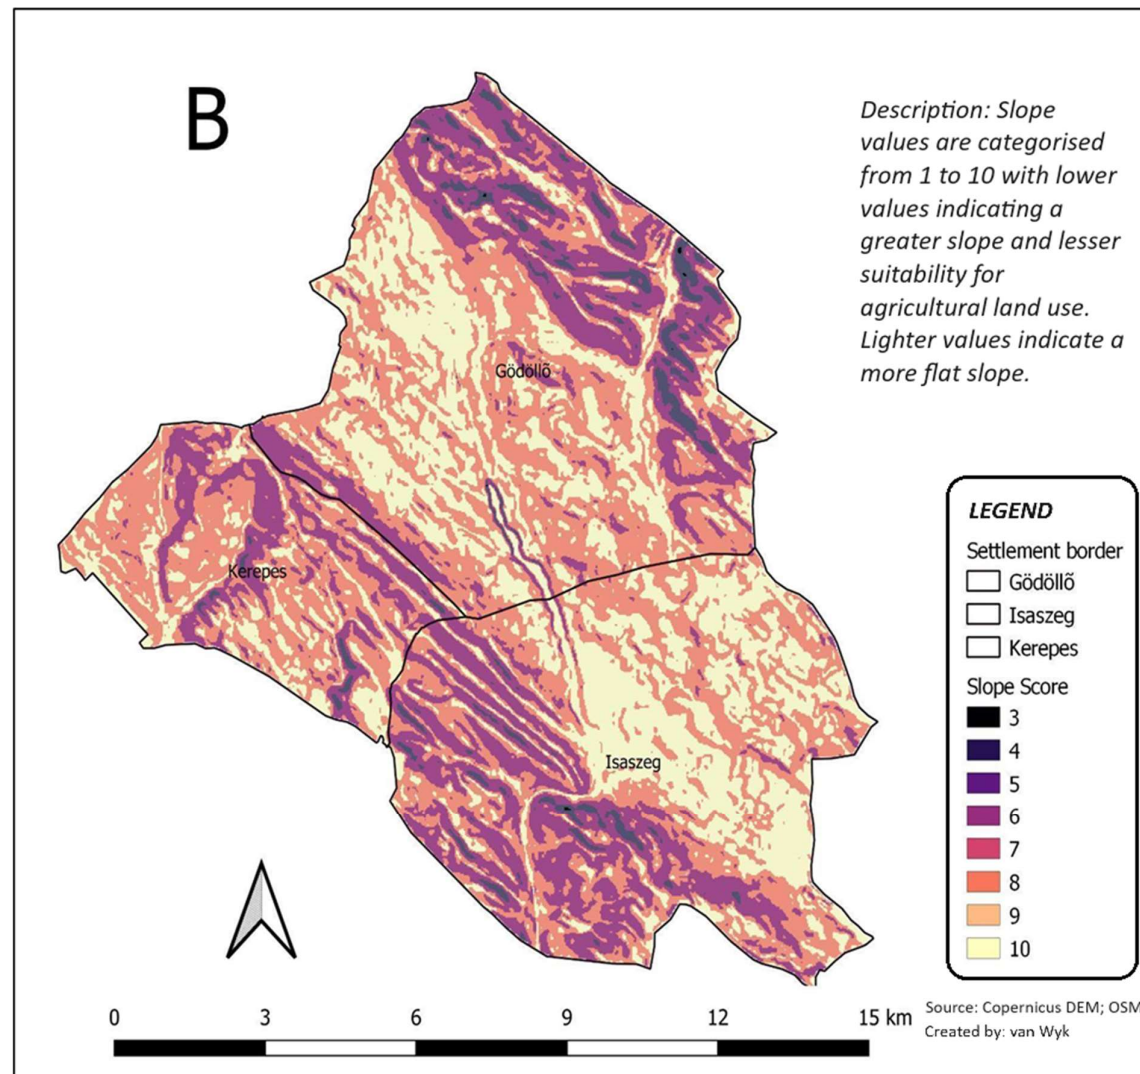 B
Description: Slope
values are categorised
from 1 to 10 with lower
values indicating a
greater slope and lesser
suitability for
agricultural land use.
Lighter values indicate a
more flat slope.
Gödöllõ
Kerepes
Isaszeg
LEGEND
Settlement border
Gödöllõ
Isaszeg
Kerepes
Slope Score
3
4
5
6
7
8
9
10
0 3 6 9 12 15 km
Source: Copernicus DEM; OSM
Created by: van Wyk